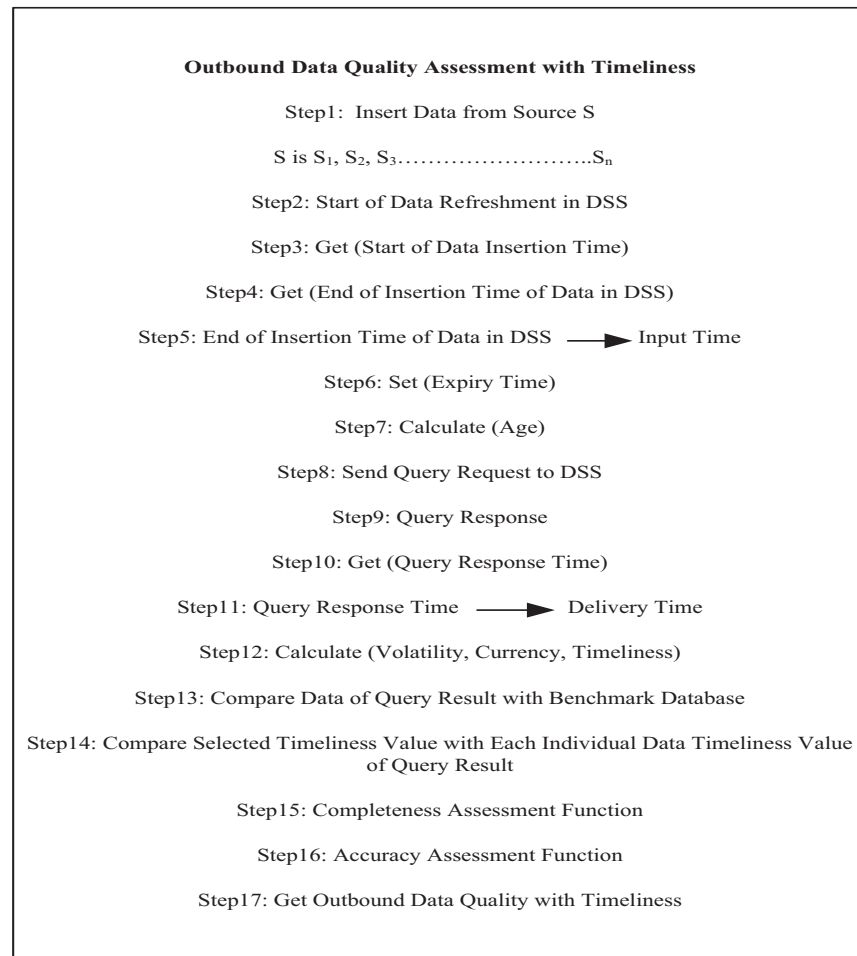 Outbound Data Quality Assessment with Timeliness
Step1:  Insert Data from Source S
S is S₁, S₂, S₃………………………..Sₙ
Step2: Start of Data Refreshment in DSS
Step3: Get (Start of Data Insertion Time)
Step4: Get (End of Insertion Time of Data in DSS)
Step5: End of Insertion Time of Data in DSS ⟶ Input Time
Step6: Set (Expiry Time)
Step7: Calculate (Age)
Step8: Send Query Request to DSS
Step9: Query Response
Step10: Get (Query Response Time)
Step11: Query Response Time ⟶ Delivery Time
Step12: Calculate (Volatility, Currency, Timeliness)
Step13: Compare Data of Query Result with Benchmark Database
Step14: Compare Selected Timeliness Value with Each Individual Data Timeliness Value
of Query Result
Step15: Completeness Assessment Function
Step16: Accuracy Assessment Function
Step17: Get Outbound Data Quality with Timeliness